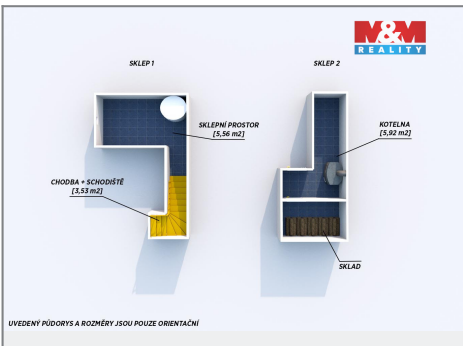 M&M
REALITY
SKLEP 1
SKLEP 2
SKLEPNÍ PROSTOR
[5,56 m2]
KOTELNA
[5,92 m2]
CHODBA + SCHODIŠTĚ
[3,53 m2]
SKLAD
UVEDENÝ PŮDORYS A ROZMĚRY JSOU POUZE ORIENTAČNÍ